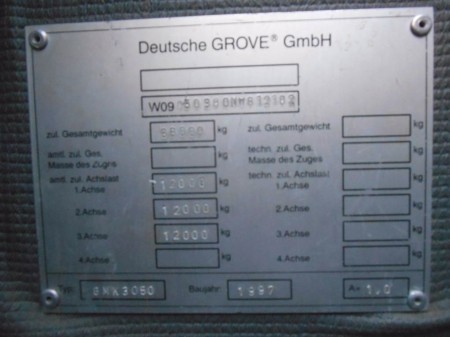 Deutsche GROVE® GmbH
W09
zul. Gesamtgewicht kg zul. Gesamtgewicht kg
amtl. zul. Ges. Masse des Zuges kg techn. zul. Ges. Masse des Zuges kg
amtl. zul. Achslast 1.Achse 12000 kg techn. zul. Achslast 1.Achse kg
2.Achse 12000 kg 2.Achse kg
3.Achse 12000 kg 3.Achse kg
4.Achse kg 4.Achse kg
Typ Baujahr 1997 A= 1,0